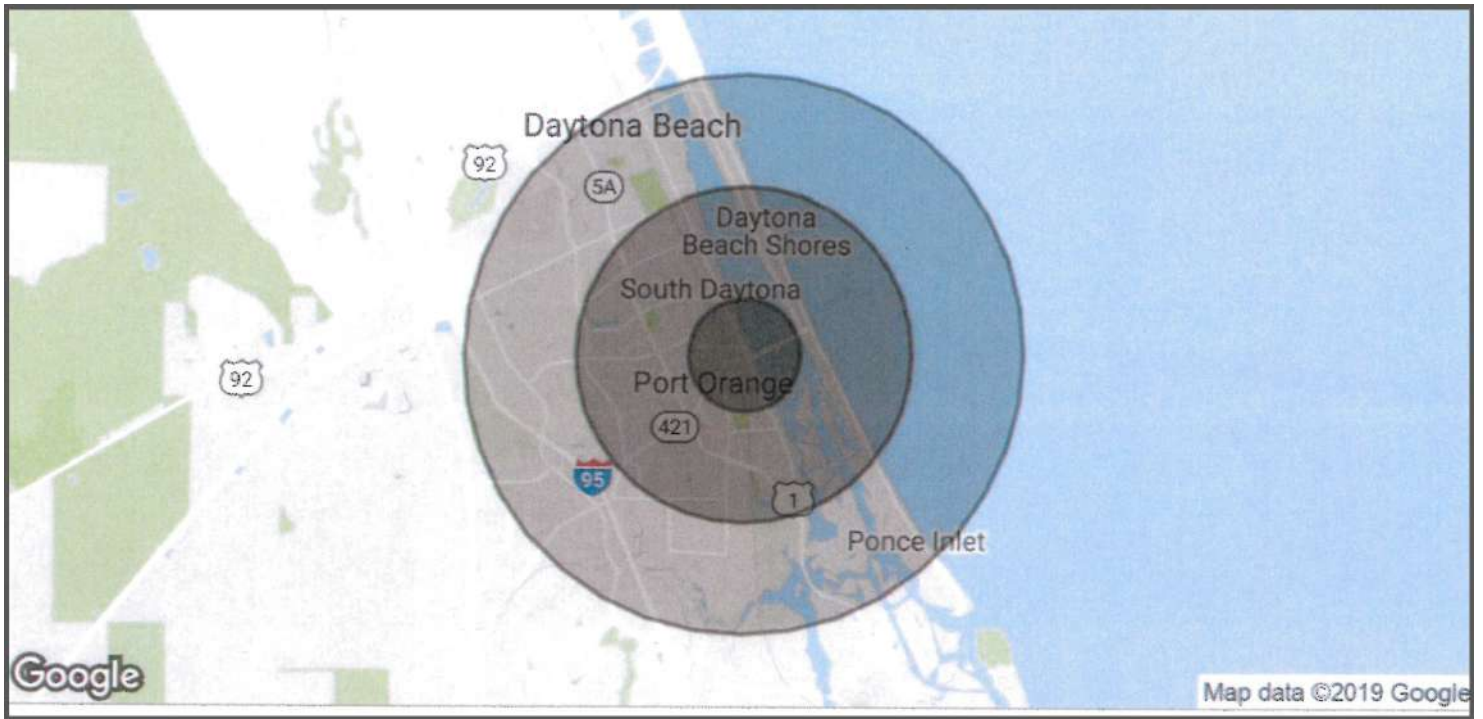 Daytona Beach
92
5A
Daytona
Beach Shores
South Daytona
92
Port Orange
421
95
1
Ponce Inlet
Google
Map data ©2019 Google